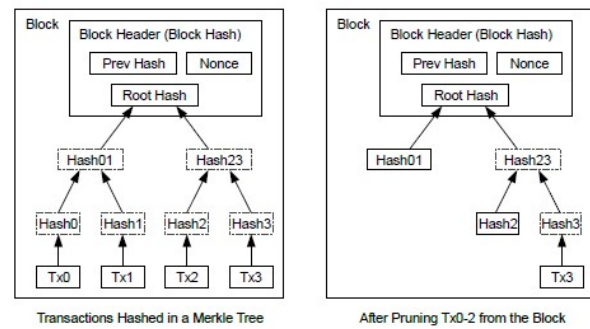 Block
Block Header (Block Hash)
Prev Hash
Nonce
Root Hash
Hash01
Hash23
Hash0
Hash1
Hash2
Hash3
Tx0
Tx1
Tx2
Tx3
Transactions Hashed in a Merkle Tree
Block
Block Header (Block Hash)
Prev Hash
Nonce
Root Hash
Hash01
Hash23
Hash2
Hash3
Tx3
After Pruning Tx0-2 from the Block